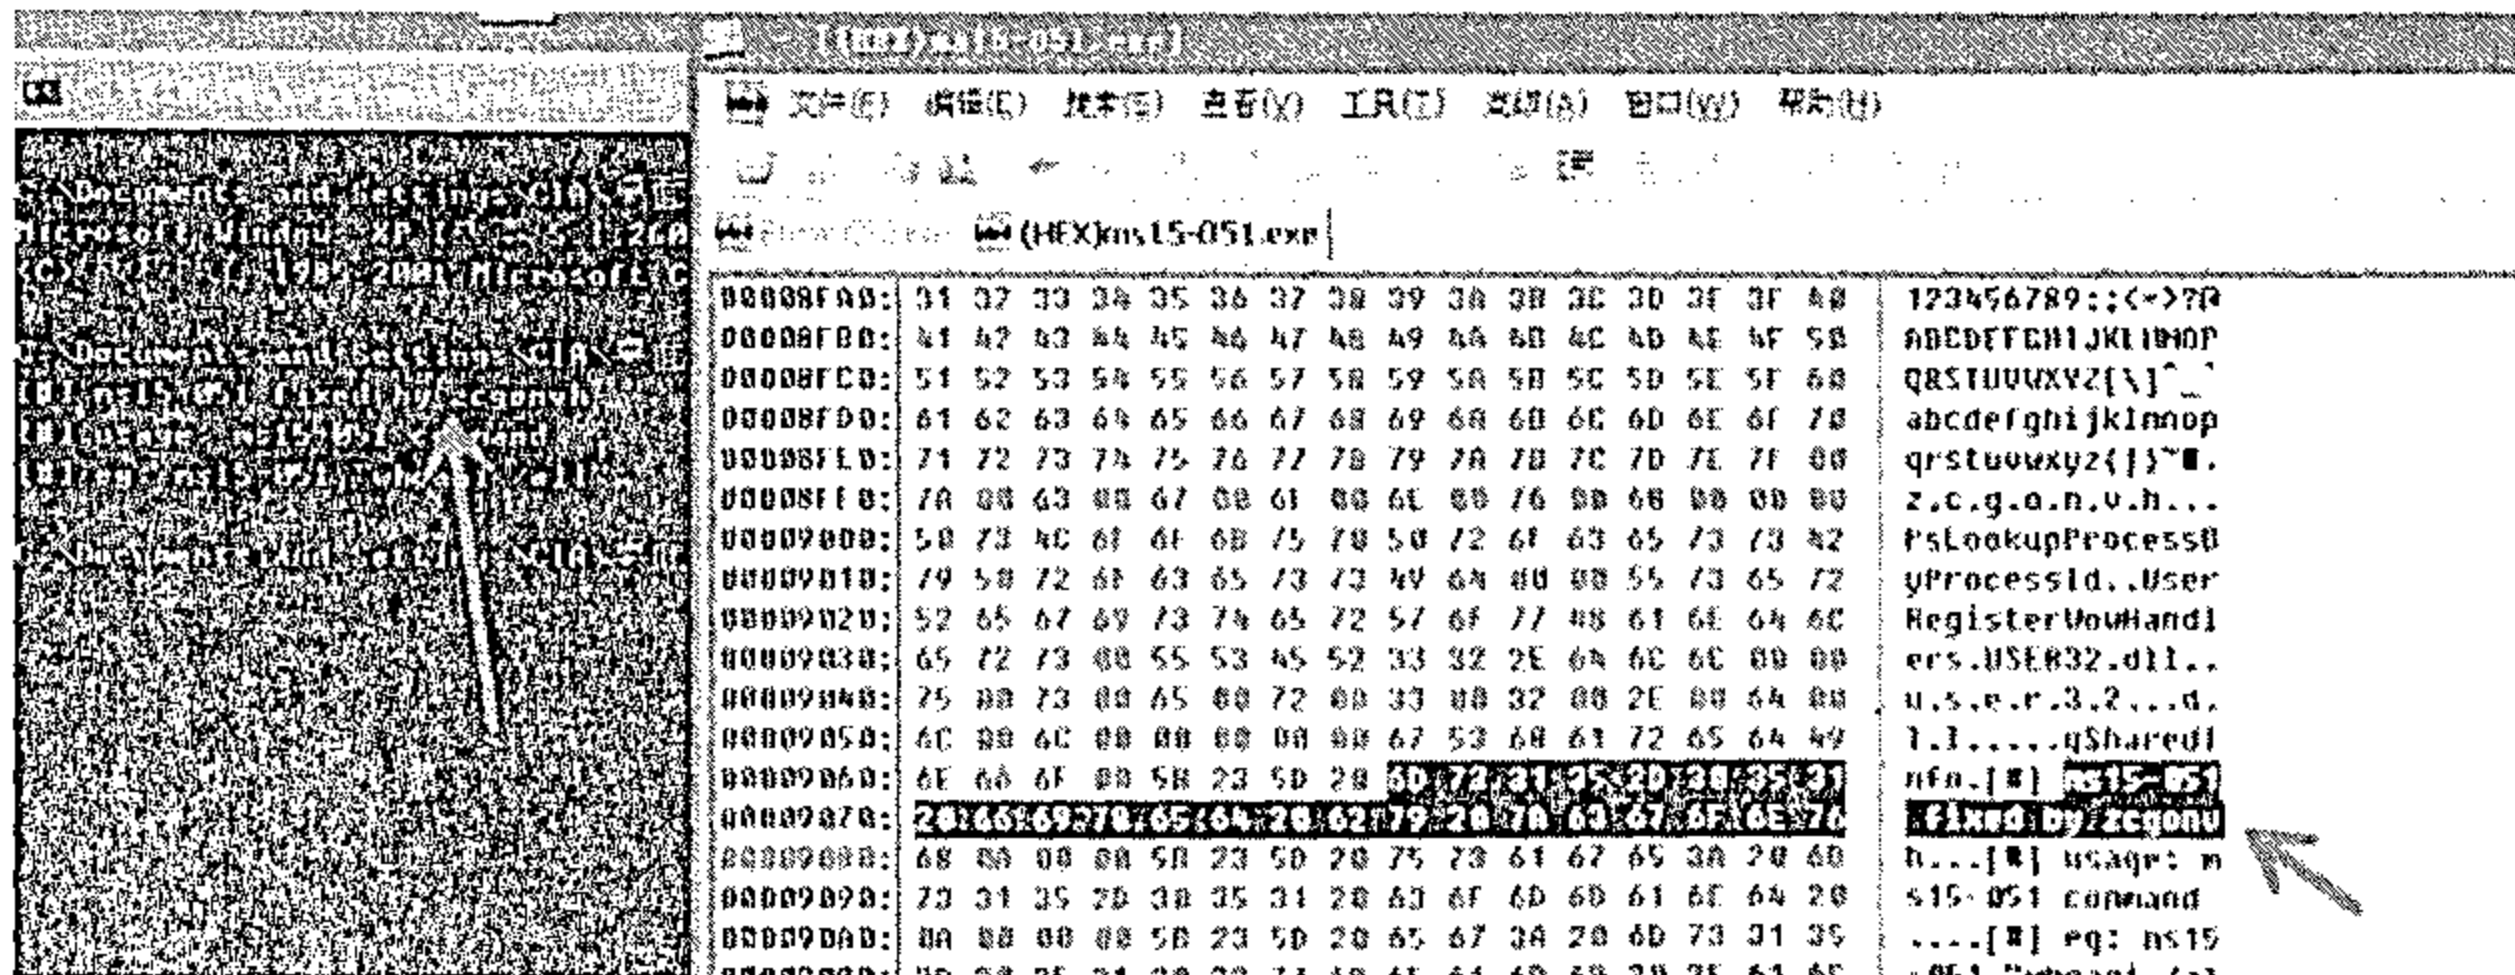 [(HEX)ms15-051.exe]
文件(F) 编辑(E) 搜索(S) 查看(V) 工具(T) (A) 窗口(W) 帮助(H)
(HEX)ms15-051.exe
\Documents and Settings\CIA\
Microsoft Windows XP
1985-2001 Microsoft C
\Documents and Settings\CIA\
[#] ms15-051 fixed by zcgonvh
\Documents and Settings\CIA\
00008FA0: 31 32 33 34 35 36 37 38 39 3A 3B 3C 3D 3E 3F 40 123456789:;<=>?@
00008FB0: 41 42 43 44 45 46 47 48 49 4A 4B 4C 4D 4E 4F 50 ABCDEFGHIJKLMNOP
00008FC0: 51 52 53 54 55 56 57 58 59 5A 5B 5C 5D 5E 5F 60 QRSTUVWXYZ[\]^_`
00008FD0: 61 62 63 64 65 66 67 68 69 6A 6B 6C 6D 6E 6F 70 abcdefghijklmnop
00008FE0: 71 72 73 74 75 76 77 78 79 7A 7B 7C 7D 7E 7F 00 qrstuvwxyz{|}~■.
00008FF0: 7A 00 63 00 67 00 6F 00 6E 00 76 00 68 00 00 00 z.c.g.o.n.v.h...
00009000: 50 73 4C 6F 6F 6B 75 70 50 72 6F 63 65 73 73 42 PsLookupProcessB
00009010: 79 50 72 6F 63 65 73 73 49 64 00 00 55 73 65 72 yProcessId..User
00009020: 52 65 67 69 73 74 65 72 57 6F 77 48 61 6E 64 6C RegisterWowHandl
00009030: 65 72 73 00 55 53 45 52 33 32 2E 64 6C 6C 00 00 ers.USER32.dll..
00009040: 75 00 73 00 65 00 72 00 33 00 32 00 2E 00 64 00 u.s.e.r.3.2...d.
00009050: 6C 00 6C 00 00 00 00 00 67 53 68 61 72 65 64 49 l.l.....gSharedI
00009060: 6E 66 6F 00 5B 23 5D 20 6D 73 31 35 2D 30 35 31 nfo.[#] ms15-051
00009070: 20 66 69 78 65 64 20 62 79 20 7A 63 67 6F 6E 76 fixed by zcgonv
00009080: 68 0A 00 00 5B 23 5D 20 75 73 61 67 65 3A 20 6D h...[#] usage: m
00009090: 73 31 35 2D 30 35 31 20 63 6F 6D 6D 61 6E 64 20 s15-051 command
000090A0: 0A 00 00 00 5B 23 5D 20 65 67 3A 20 6D 73 31 35 ....[#] eg: ms15